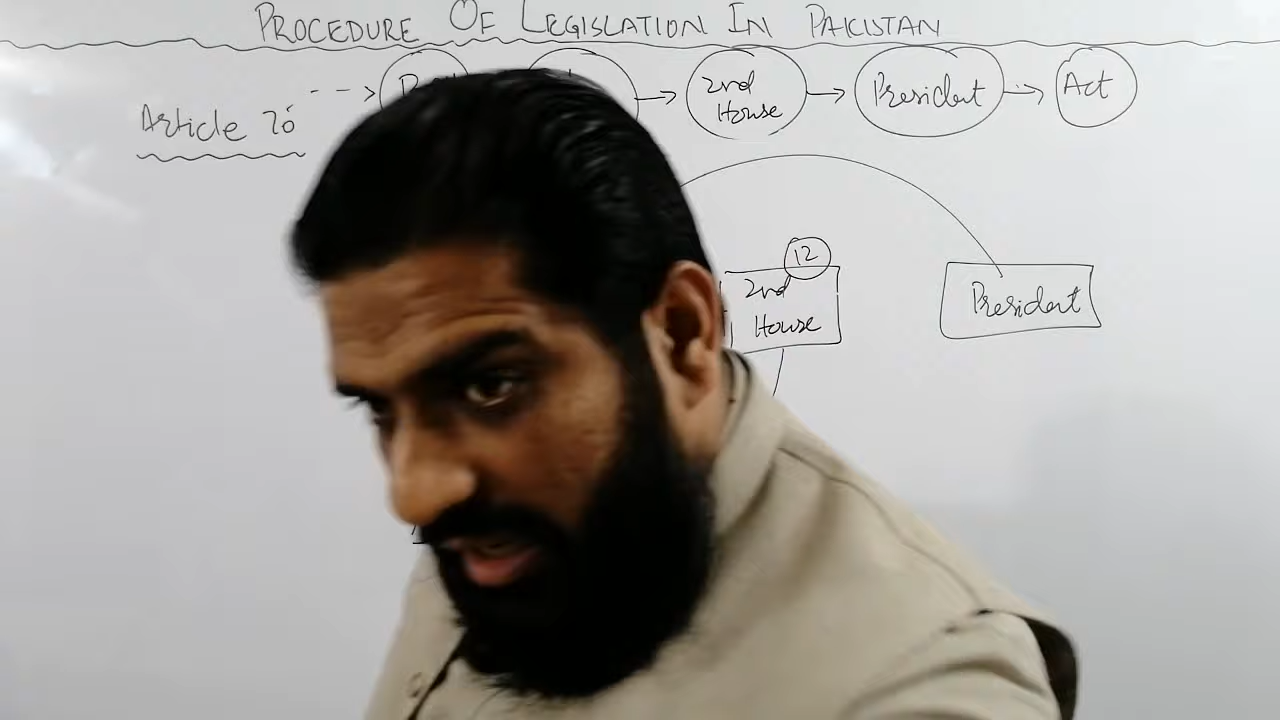 PROCEDURE OF LEGISLATION IN PAKISTAN
Article 70
2nd House
President
Act
12
2nd House
President